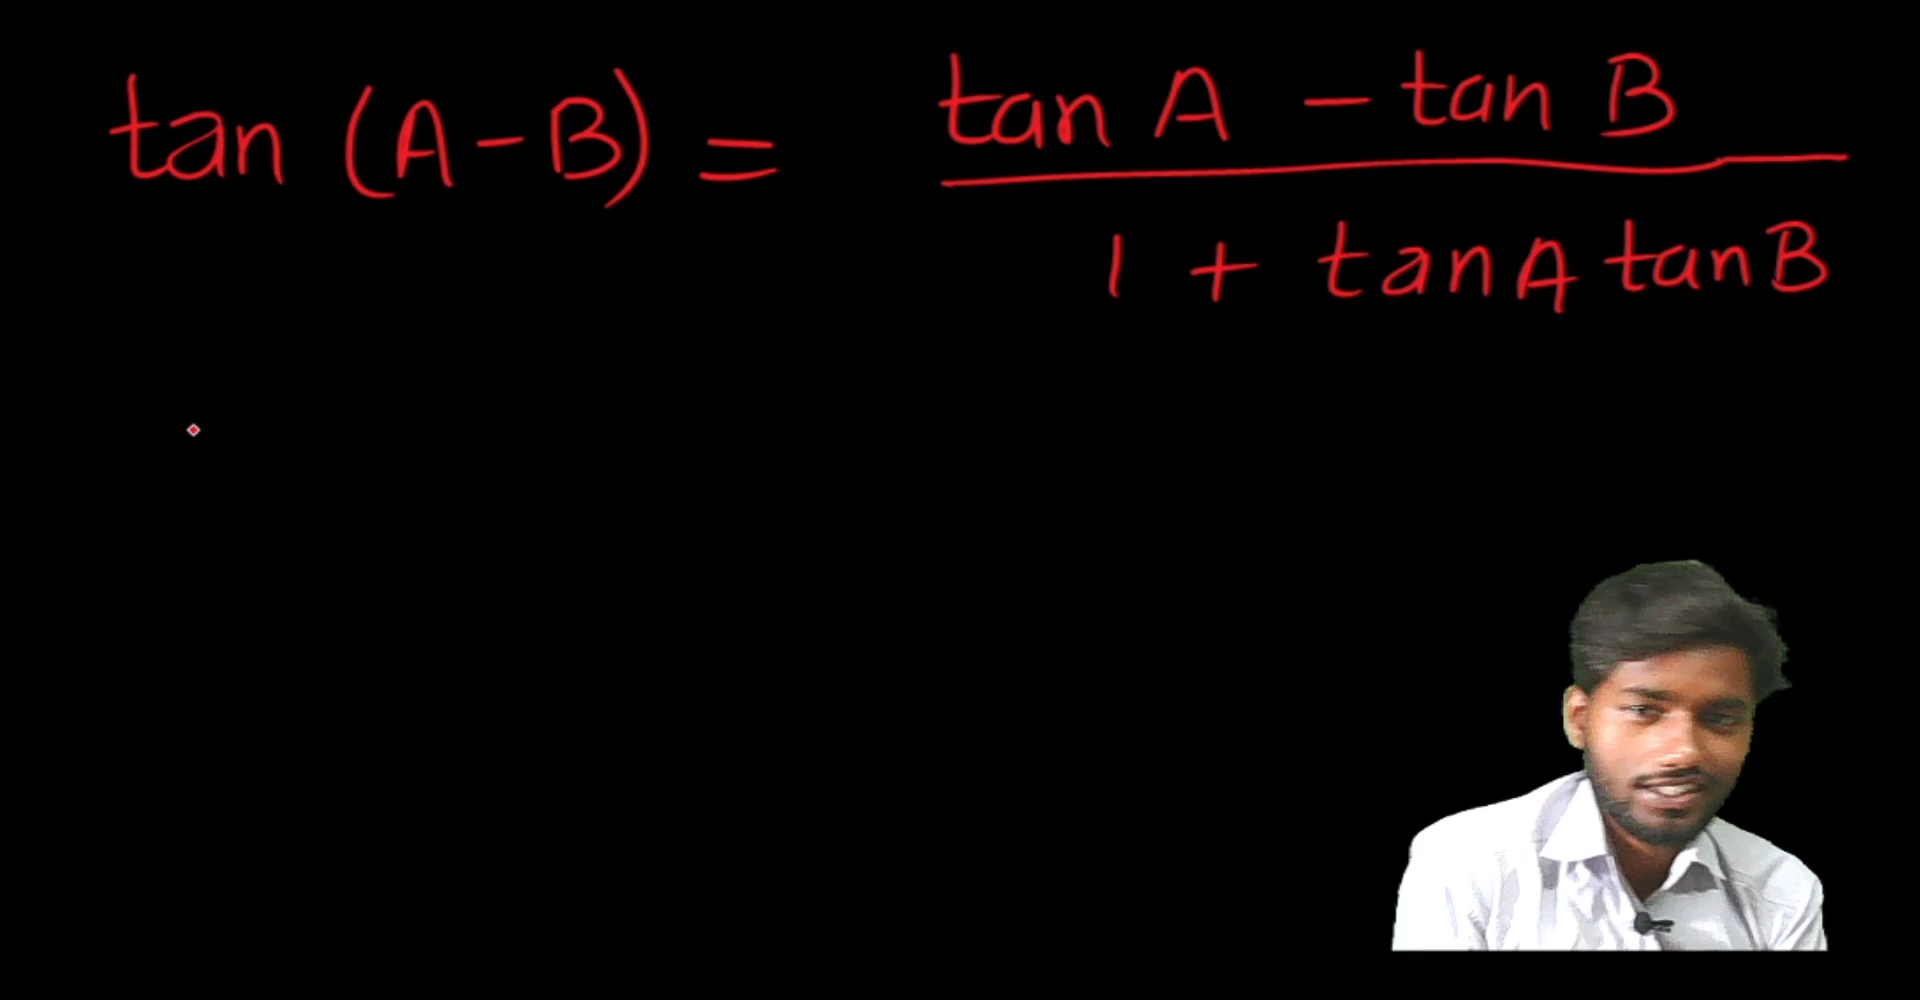 tan (A-B) = tan A - tan B
1 + tan A tan B